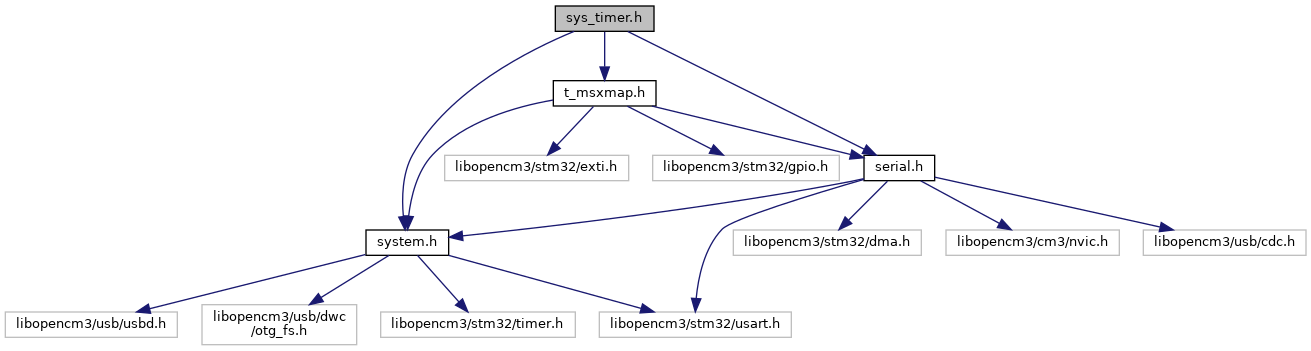 sys_timer.h
t_msxmap.h
libopencm3/stm32/exti.h
libopencm3/stm32/gpio.h
serial.h
system.h
libopencm3/stm32/dma.h
libopencm3/cm3/nvic.h
libopencm3/usb/cdc.h
libopencm3/usb/usbd.h
libopencm3/usb/dwc
/otg_fs.h
libopencm3/stm32/timer.h
libopencm3/stm32/usart.h